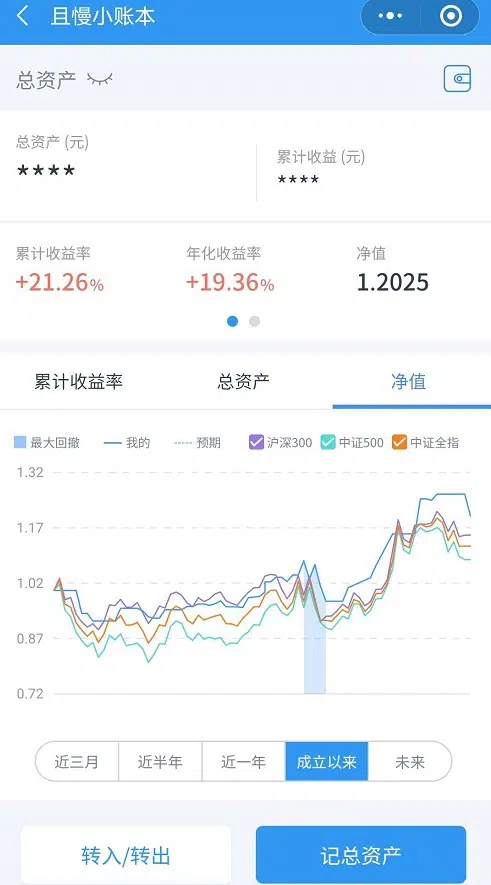 且慢小账本
总资产
总资产 (元)
****
累计收益 (元)
****
累计收益率
年化收益率
净值
+21.26%
+19.36%
1.2025
累计收益率
总资产
净值
最大回撤
我的
预期
沪深300
中证500
中证全指
1.32
1.17
1.02
0.87
0.72
近三月
近半年
近一年
成立以来
未来
转入/转出
记总资产